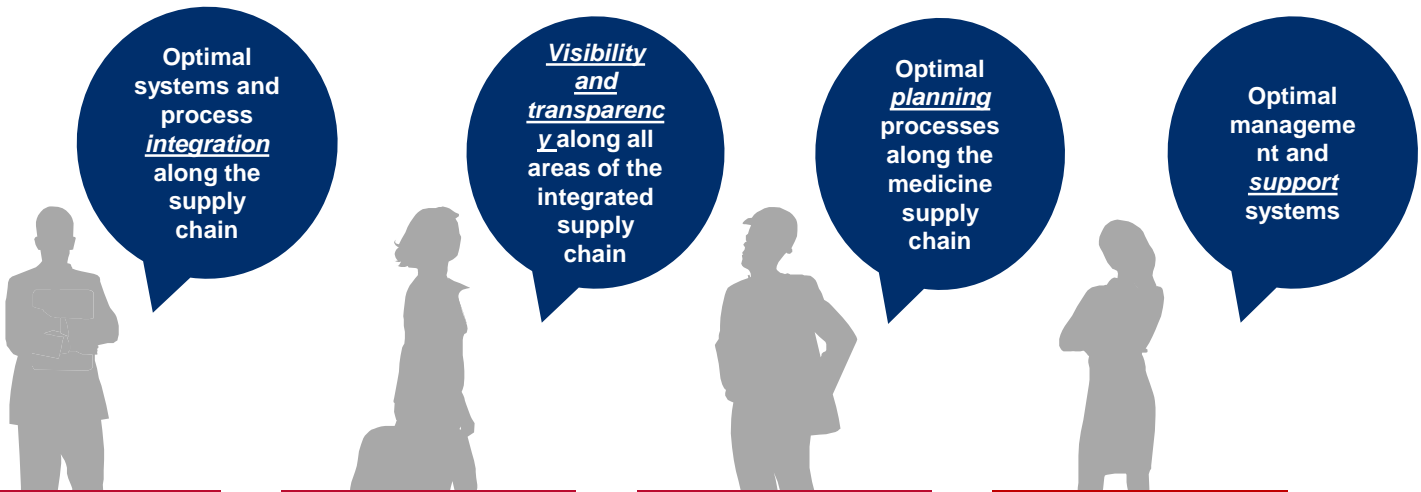 Optimal
systems and
process
integration
along the
supply
chain
Visibility
and
transparenc
y along all
areas of the
integrated
supply
chain
Optimal
planning
processes
along the
medicine
supply
chain
Optimal
manageme
nt and
support
systems